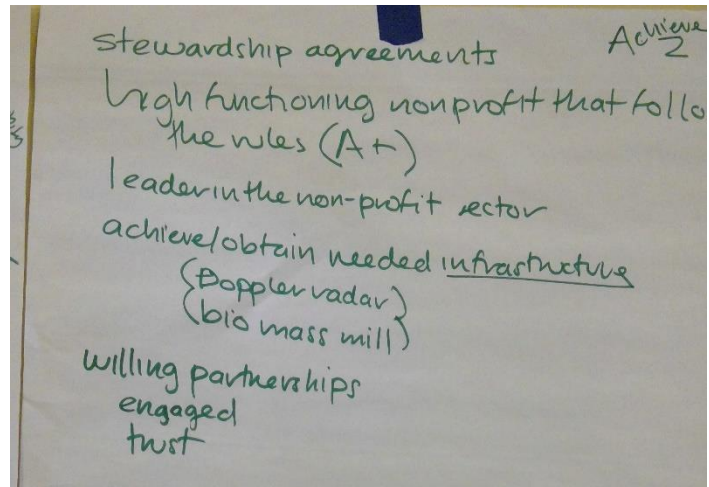 Achieve
2
stewardship agreements
high functioning nonprofit that follo
the rules (A+)
leader in the non-profit sector
achieve/obtain needed infrastructure
(Doppler radar)
(bio mass mill)
willing partnerships
engaged
trust